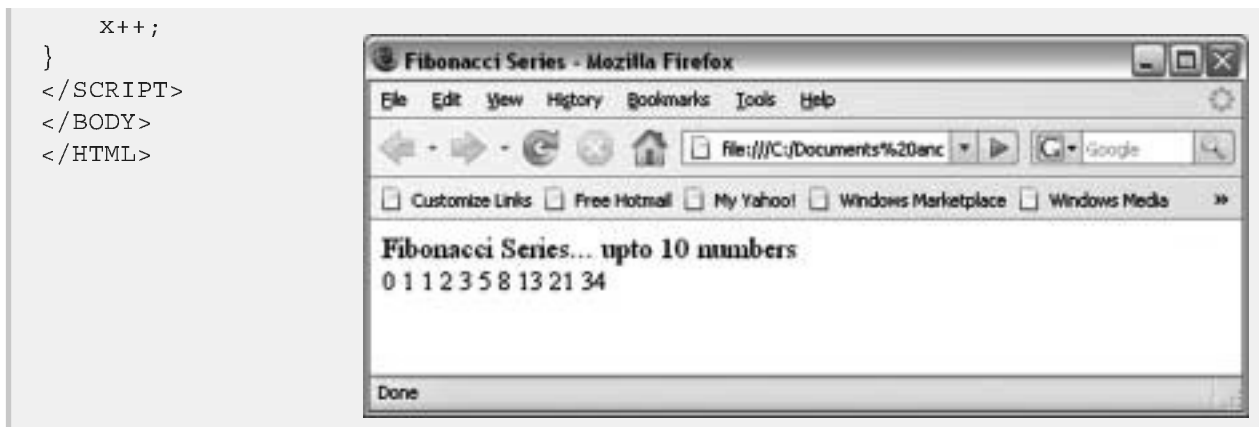 x++;
}
</SCRIPT>
</BODY>
</HTML>
Fibonacci Series - Mozilla Firefox
File Edit View History Bookmarks Tools Help
file:///C:/Documents%20anc
Google
Customize Links Free Hotmail My Yahoo! Windows Marketplace Windows Media »
Fibonacci Series... upto 10 numbers
0 1 1 2 3 5 8 13 21 34
Done